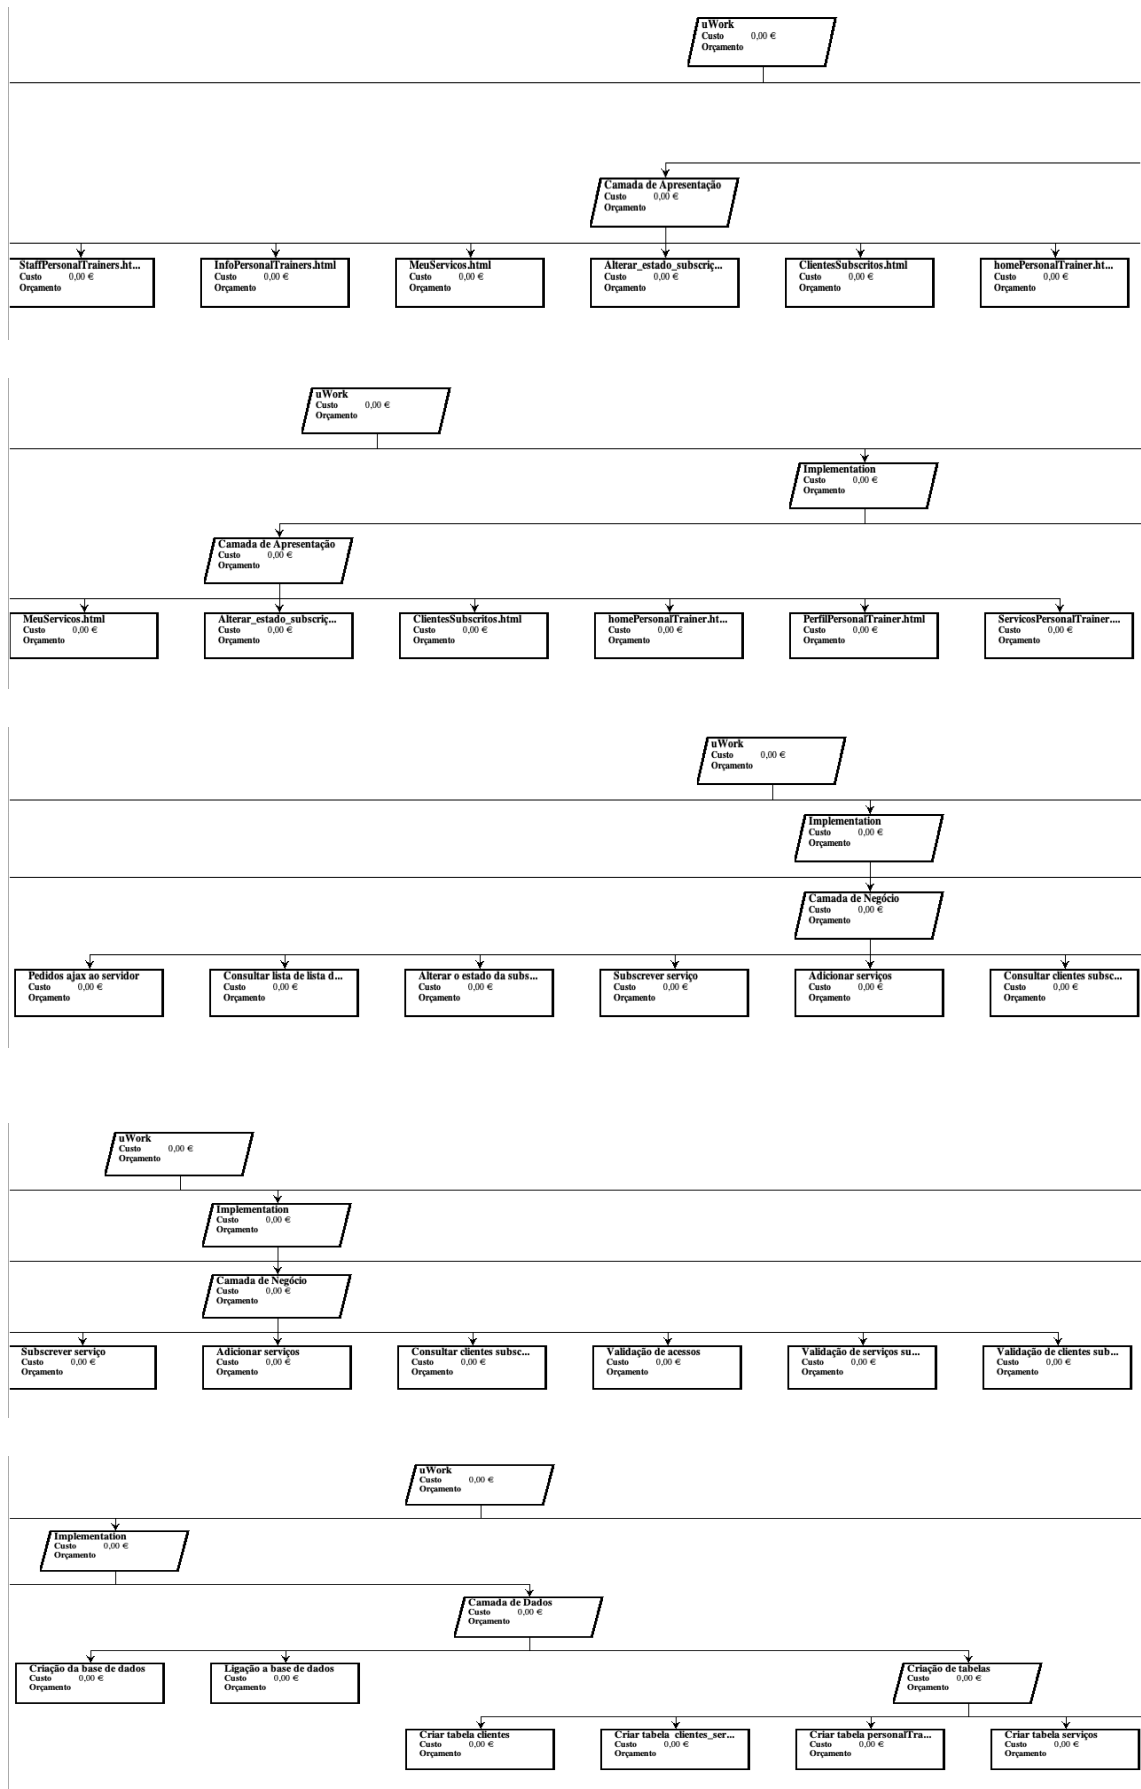 uWork
Custo 0,00 €
Orçamento
Camada de Apresentação
Custo 0,00 €
Orçamento
StaffPersonalTrainers.ht... InfoPersonalTrainers.html MeuServicos.html Alterar_estado_subscriç... ClientesSubscritos.html homePersonalTrainer.ht...
Custo 0,00 € Custo 0,00 € Custo 0,00 € Custo 0,00 € Custo 0,00 € Custo 0,00 €
Orçamento Orçamento Orçamento Orçamento Orçamento Orçamento
uWork
Custo 0,00 €
Orçamento
Implementation
Custo 0,00 €
Orçamento
Camada de Apresentação
Custo 0,00 €
Orçamento
MeuServicos.html Alterar_estado_subscriç... ClientesSubscritos.html homePersonalTrainer.ht... PerfilPersonalTrainer.html ServicosPersonalTrainer....
Custo 0,00 € Custo 0,00 € Custo 0,00 € Custo 0,00 € Custo 0,00 € Custo 0,00 €
Orçamento Orçamento Orçamento Orçamento Orçamento Orçamento
uWork
Custo 0,00 €
Orçamento
Implementation
Custo 0,00 €
Orçamento
Camada de Negócio
Custo 0,00 €
Orçamento
Pedidos ajax ao servidor Consultar lista de lista d... Alterar o estado da subs... Subscrever serviço Adicionar serviços Consultar clientes subsc...
Custo 0,00 € Custo 0,00 € Custo 0,00 € Custo 0,00 € Custo 0,00 € Custo 0,00 €
Orçamento Orçamento Orçamento Orçamento Orçamento Orçamento
uWork
Custo 0,00 €
Orçamento
Implementation
Custo 0,00 €
Orçamento
Camada de Negócio
Custo 0,00 €
Orçamento
Subscrever serviço Adicionar serviços Consultar clientes subsc... Validação de acessos Validação de serviços su... Validação de clientes sub...
Custo 0,00 € Custo 0,00 € Custo 0,00 € Custo 0,00 € Custo 0,00 € Custo 0,00 €
Orçamento Orçamento Orçamento Orçamento Orçamento Orçamento
uWork
Custo 0,00 €
Orçamento
Implementation
Custo 0,00 €
Orçamento
Camada de Dados
Custo 0,00 €
Orçamento
Criação da base de dados Ligação a base de dados Criação de tabelas
Custo 0,00 € Custo 0,00 € Custo 0,00 €
Orçamento Orçamento Orçamento
Criar tabela clientes Criar tabela clientes_ser... Criar tabela personalTra... Criar tabela serviços
Custo 0,00 € Custo 0,00 € Custo 0,00 € Custo 0,00 €
Orçamento Orçamento Orçamento Orçamento